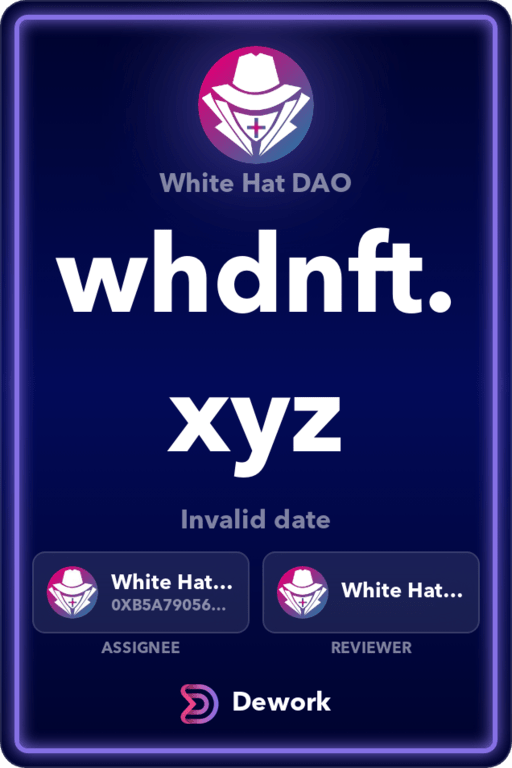 White Hat DAO
whdnft.
xyz
Invalid date
White Hat...
0XB5A79056...
White Hat...
ASSIGNEE
REVIEWER
Dework